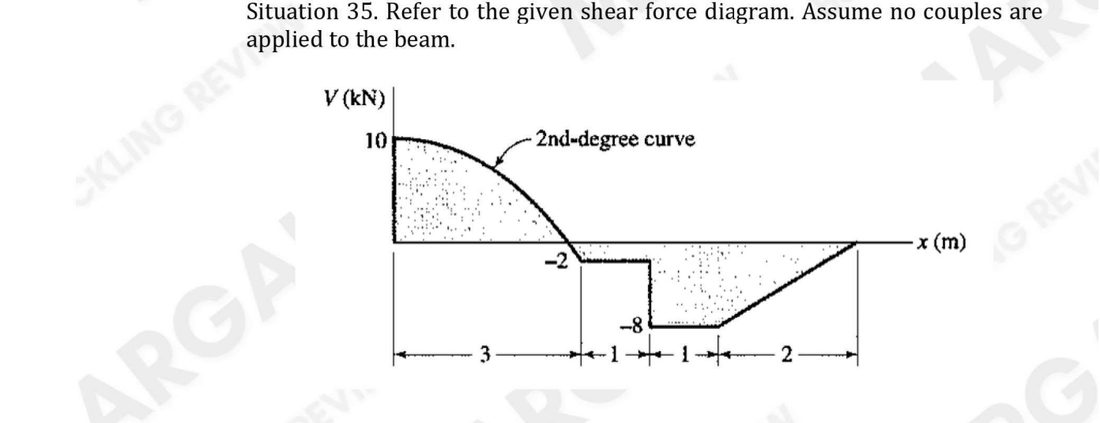 Situation 35. Refer to the given shear force diagram. Assume no couples are
applied to the beam.
V (kN)
10
2nd-degree curve
x (m)
-2
-8
3
1
1
2